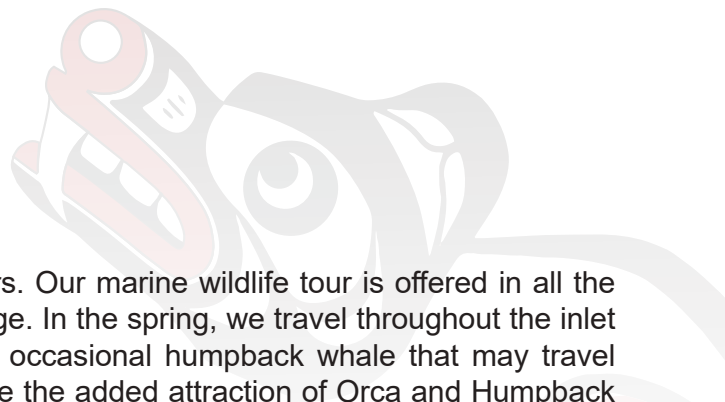 rs. Our marine wildlife tour is offered in all the
ge. In the spring, we travel throughout the inlet
occasional humpback whale that may travel
e the added attraction of Orca and Humpback